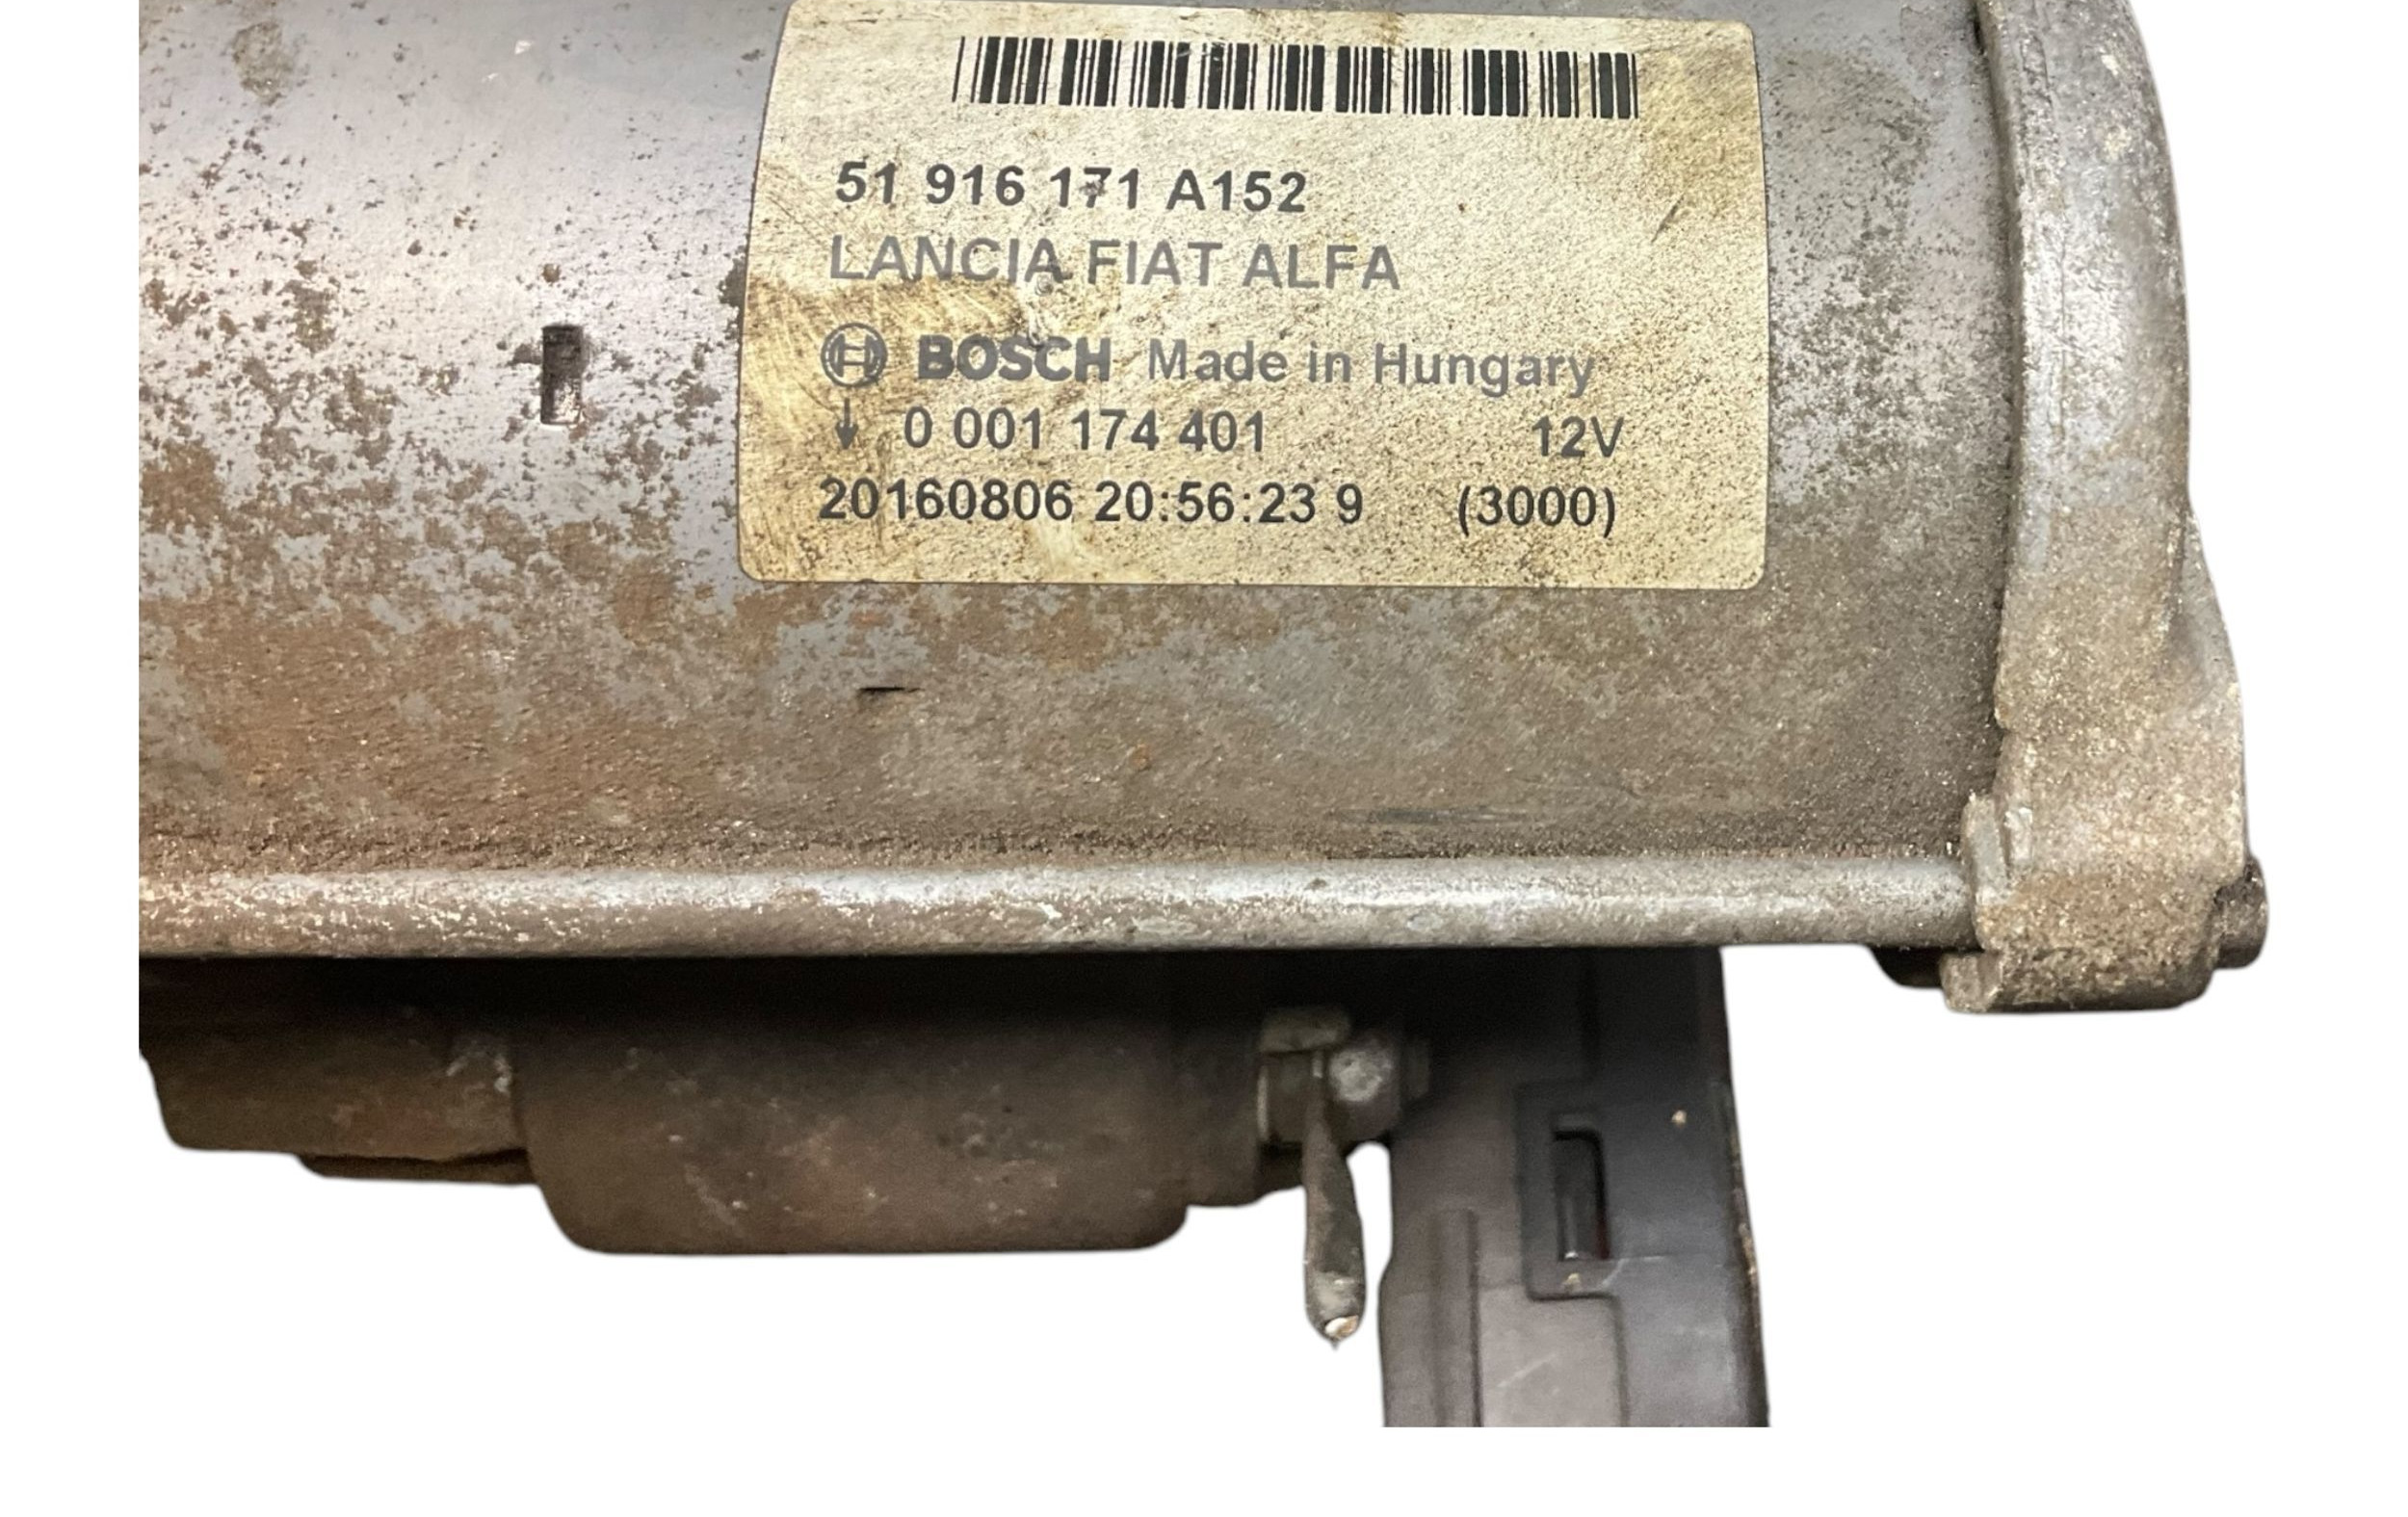 51 916 171 A152
LANCIA FIAT ALFA
BOSCH Made in Hungary
↓ 0 001 174 401 12V
20160806 20:56:23 9 (3000)